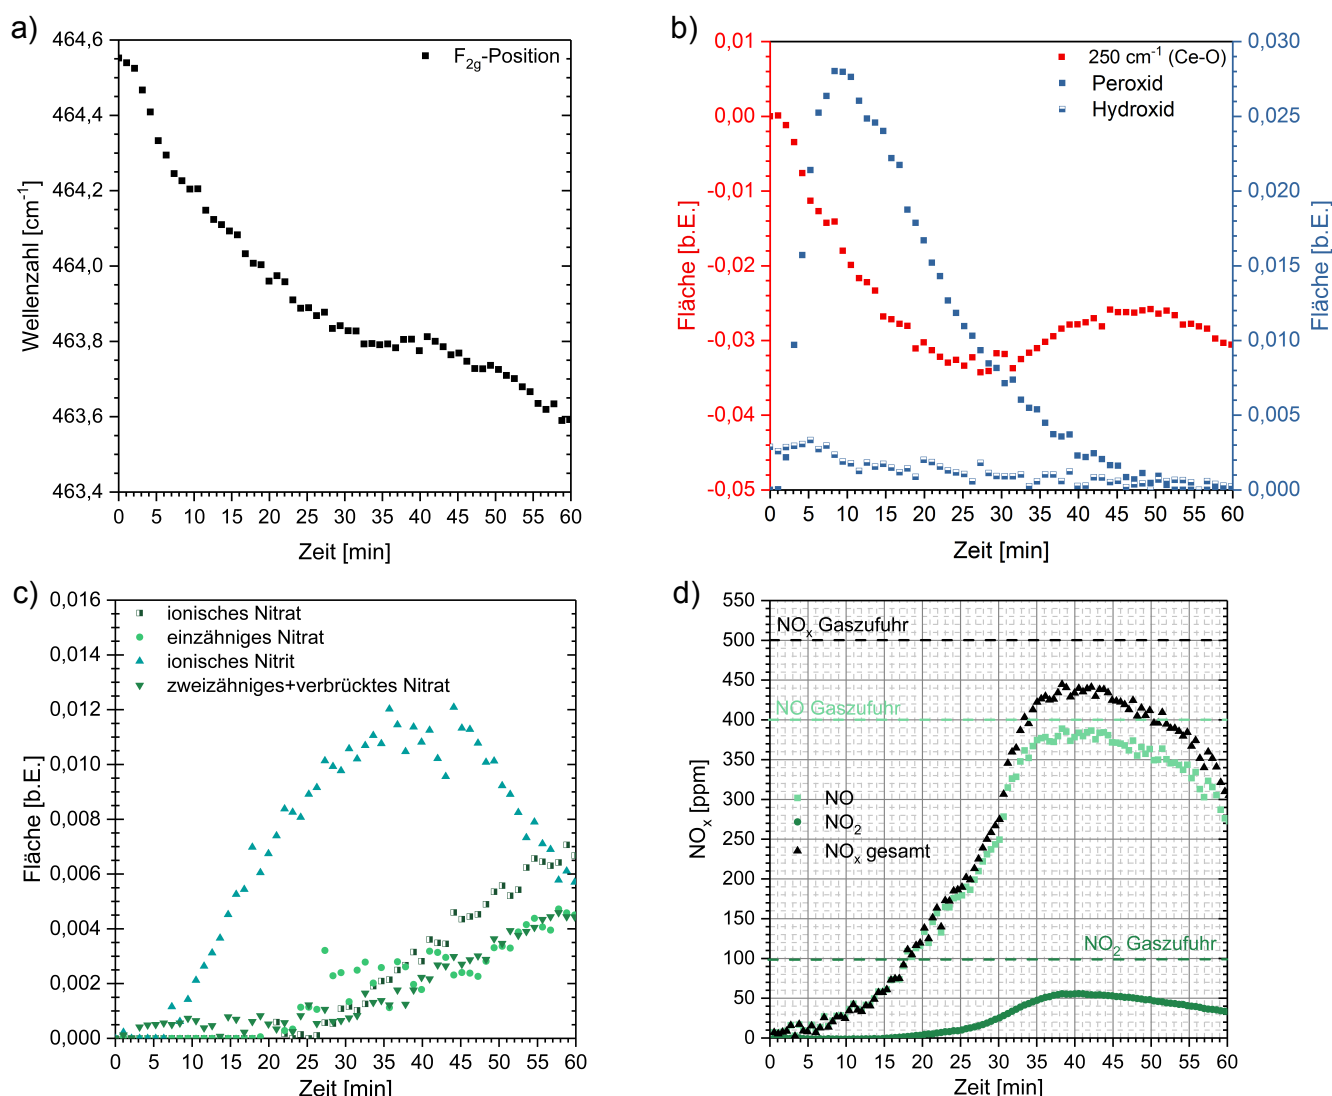 a)
464,6
464,4
464,2
464,0
463,8
463,6
463,4
Wellenzahl [cm⁻¹]
F₂g-Position
0 5 10 15 20 25 30 35 40 45 50 55 60
Zeit [min]
b)
0,01
0,00
-0,01
-0,02
-0,03
-0,04
-0,05
Fläche [b.E.]
250 cm⁻¹ (Ce-O)
Peroxid
Hydroxid
0,030
0,025
0,020
0,015
0,010
0,005
0,000
Fläche [b.E.]
0 5 10 15 20 25 30 35 40 45 50 55 60
Zeit [min]
c)
0,016
0,014
0,012
0,010
0,008
0,006
0,004
0,002
0,000
Fläche [b.E.]
ionisches Nitrat
einzähniges Nitrat
ionisches Nitrit
zweizähniges+verbrücktes Nitrat
0 5 10 15 20 25 30 35 40 45 50 55 60
Zeit [min]
d)
550
500
450
400
350
300
250
200
150
100
50
0
NOₓ [ppm]
NOₓ Gaszufuhr
NO Gaszufuhr
NO
NO₂
NOₓ gesamt
NO₂ Gaszufuhr
0 5 10 15 20 25 30 35 40 45 50 55 60
Zeit [min]